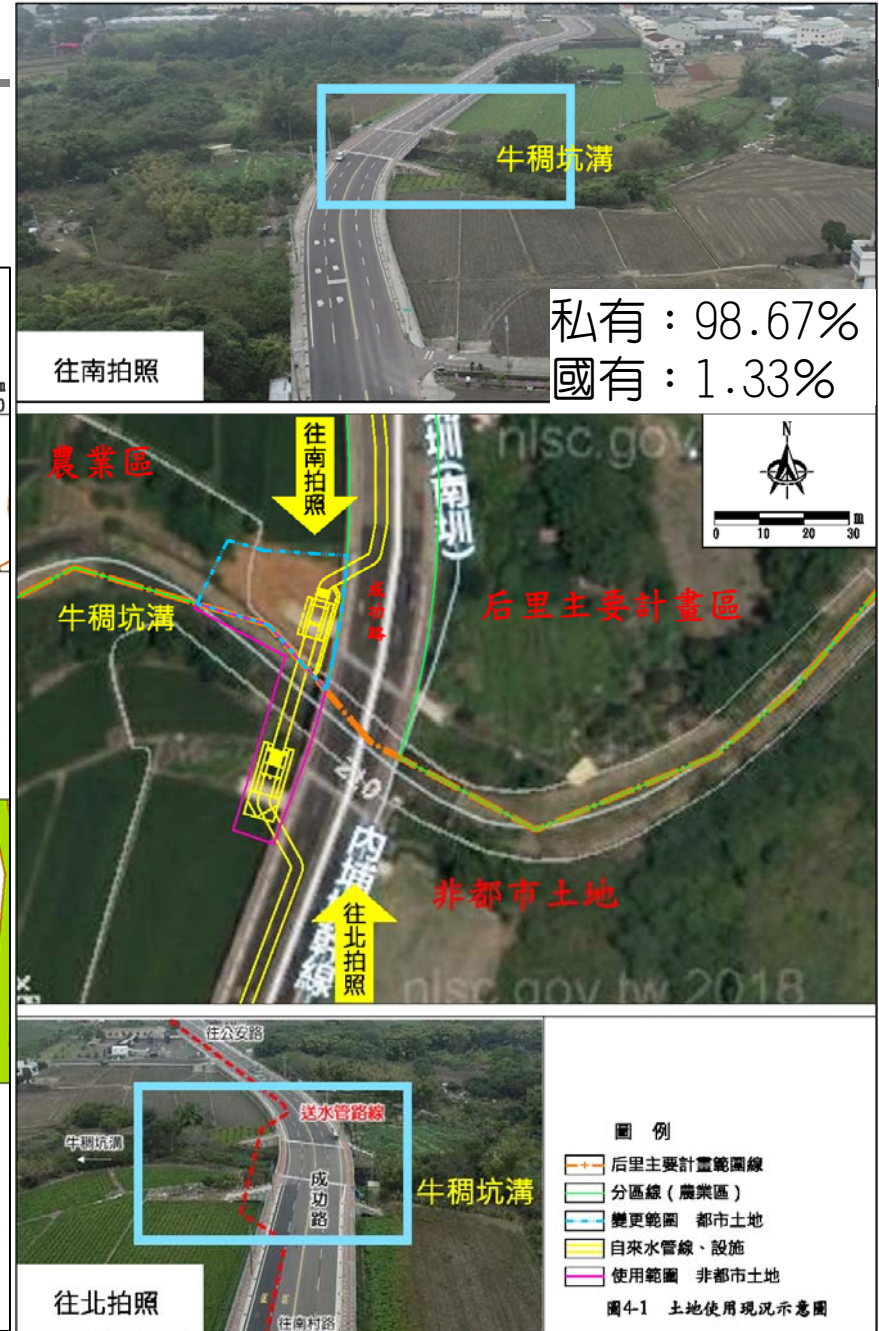 牛稠坑溝
往南拍照
私有：98.67%
國有：1.33%
農業區
往南拍照
圳(南圳)
nlsc.gov
N
m
0 10 20 30
牛稠坑溝
成功路
后里主要計畫區
210
非都市土地
往北拍照
nlsc.gov.tw 2018
往公安路
送水管路線
牛稠坑溝
成功路
牛稠坑溝
往北拍照
往南村路
圖 例
后里主要計畫範圍線
分區線（農業區）
變更範圍 都市土地
自來水管線、設施
使用範圍 非都市土地
圖4-1 土地使用現況示意圖